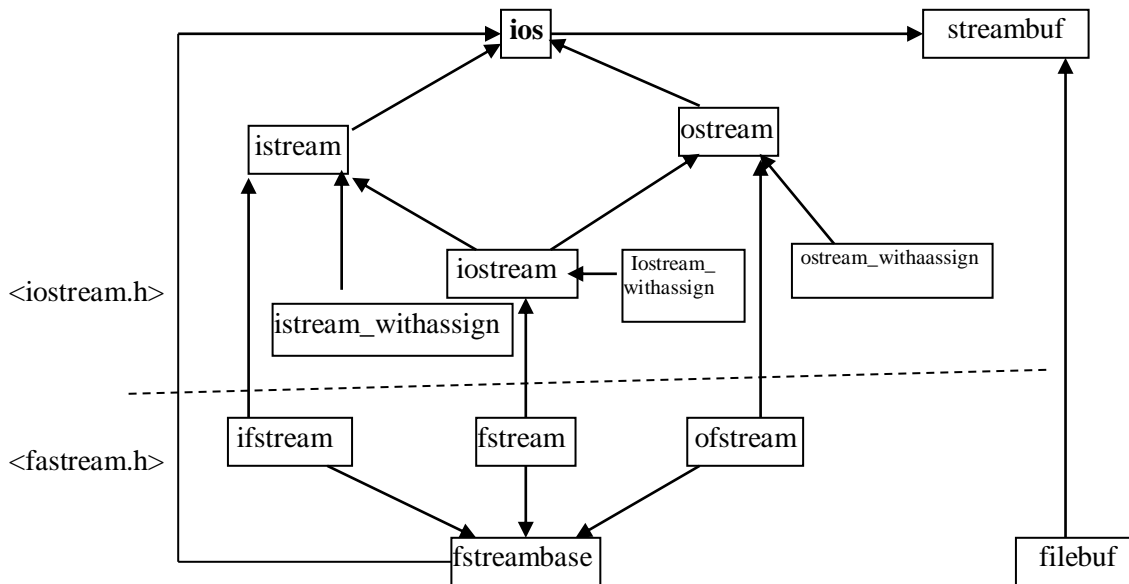 ios
streambuf
ostream
istream
iostream
Iostream_
withassign
ostream_withaassign
<iostream.h>
istream_withassign
ifstream
fstream
ofstream
<fastream.h>
fstreambase
filebuf